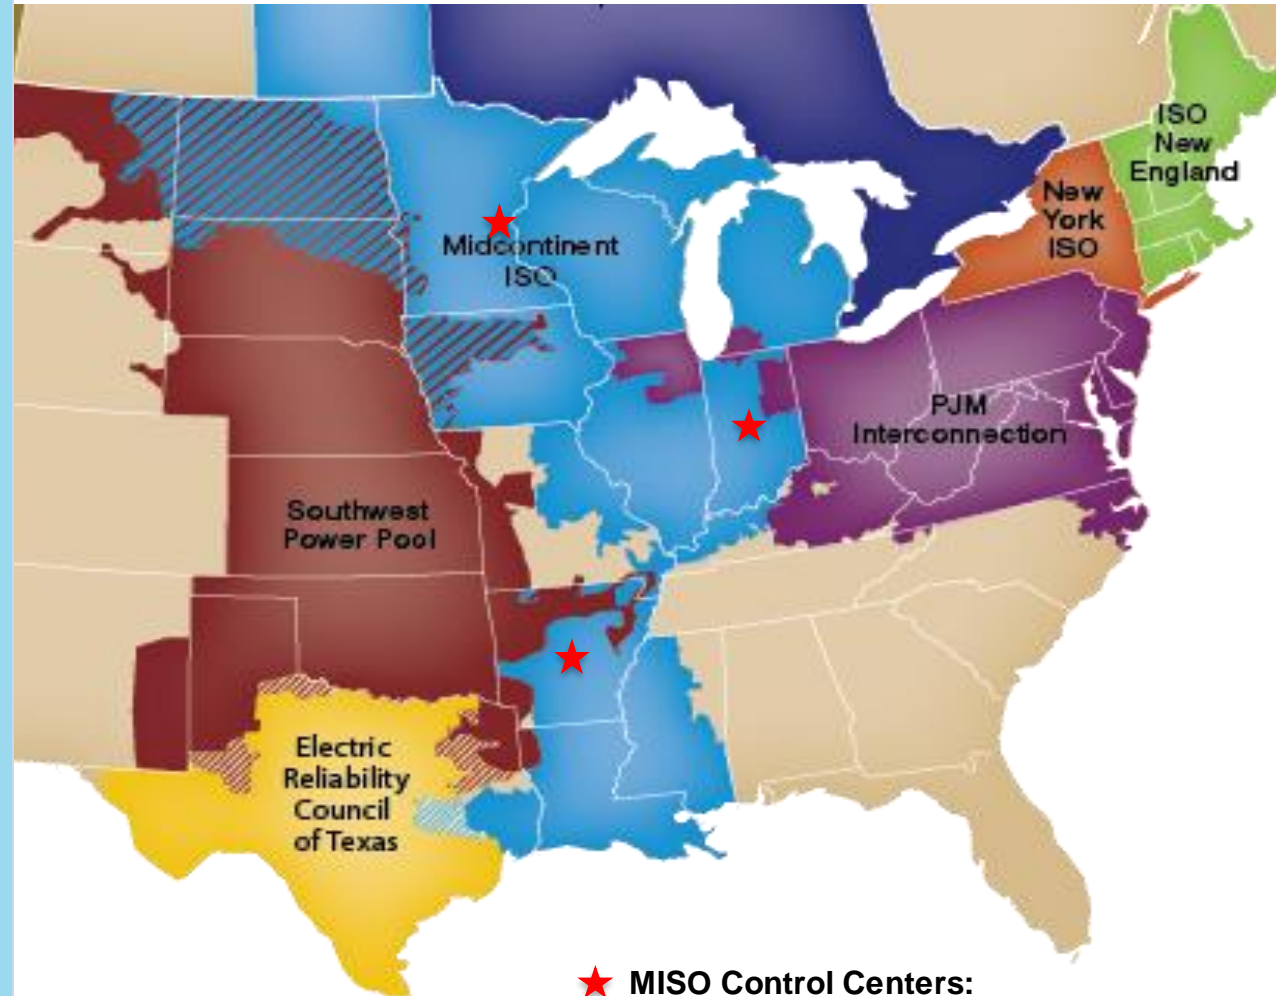 ISO
New
England
New
York
ISO
Midcontinent
ISO
PJM
Interconnection
Southwest
Power Pool
Electric
Reliability
Council
of Texas
MISO Control Centers: